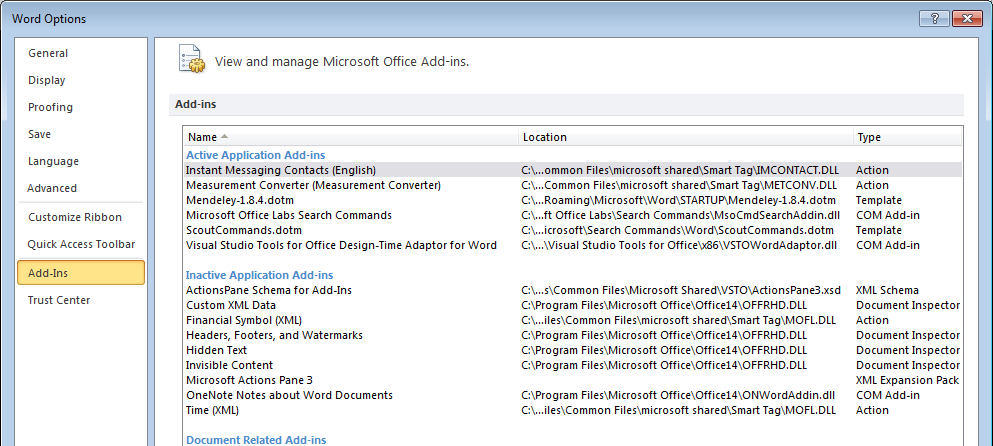 Word Options
General
Display
Proofing
Save
Language
Advanced
Customize Ribbon
Quick Access Toolbar
Add-Ins
Trust Center
View and manage Microsoft Office Add-ins.
Add-ins
Name Location Type
Active Application Add-ins
Instant Messaging Contacts (English) C:\...ommon Files\microsoft shared\Smart Tag\IMCONTACT.DLL Action
Measurement Converter (Measurement Converter) C:\...Common Files\microsoft shared\Smart Tag\METCONV.DLL Action
Mendeley-1.8.4.dotm C:\...Roaming\Microsoft\Word\STARTUP\Mendeley-1.8.4.dotm Template
Microsoft Office Labs Search Commands C:\...ft Office Labs\Search Commands\MsoCmdSearchAddin.dll COM Add-in
ScoutCommands.dotm C:\...icrosoft\Search Commands\Word\ScoutCommands.dotm Template
Visual Studio Tools for Office Design-Time Adaptor for Word C:\...\Visual Studio Tools for Office\x86\VSTOWordAdaptor.dll COM Add-in
Inactive Application Add-ins
ActionsPane Schema for Add-Ins C:\...s\Common Files\Microsoft Shared\VSTO\ActionsPane3.xsd XML Schema
Custom XML Data C:\Program Files\Microsoft Office\Office14\OFFRHD.DLL Document Inspector
Financial Symbol (XML) C:\...iles\Common Files\microsoft shared\Smart Tag\MOFL.DLL Action
Headers, Footers, and Watermarks C:\Program Files\Microsoft Office\Office14\OFFRHD.DLL Document Inspector
Hidden Text C:\Program Files\Microsoft Office\Office14\OFFRHD.DLL Document Inspector
Invisible Content C:\Program Files\Microsoft Office\Office14\OFFRHD.DLL Document Inspector
Microsoft Actions Pane 3 XML Expansion Pack
OneNote Notes about Word Documents C:\Program Files\Microsoft Office\Office14\ONWordAddin.dll COM Add-in
Time (XML) C:\...iles\Common Files\microsoft shared\Smart Tag\MOFL.DLL Action
Document Related Add-ins